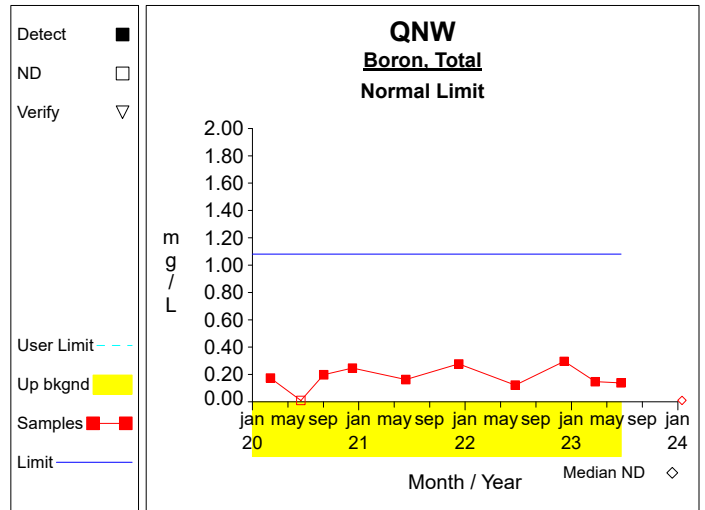 Detect
ND
Verify
User Limit
Up bkgnd
Samples
Limit
QNW
Boron, Total
Normal Limit
mg/L
2.00
1.80
1.60
1.40
1.20
1.00
0.80
0.60
0.40
0.20
0.00
jan may sep jan may sep jan may sep jan may sep jan
20 21 22 23 24
Month / Year
Median ND